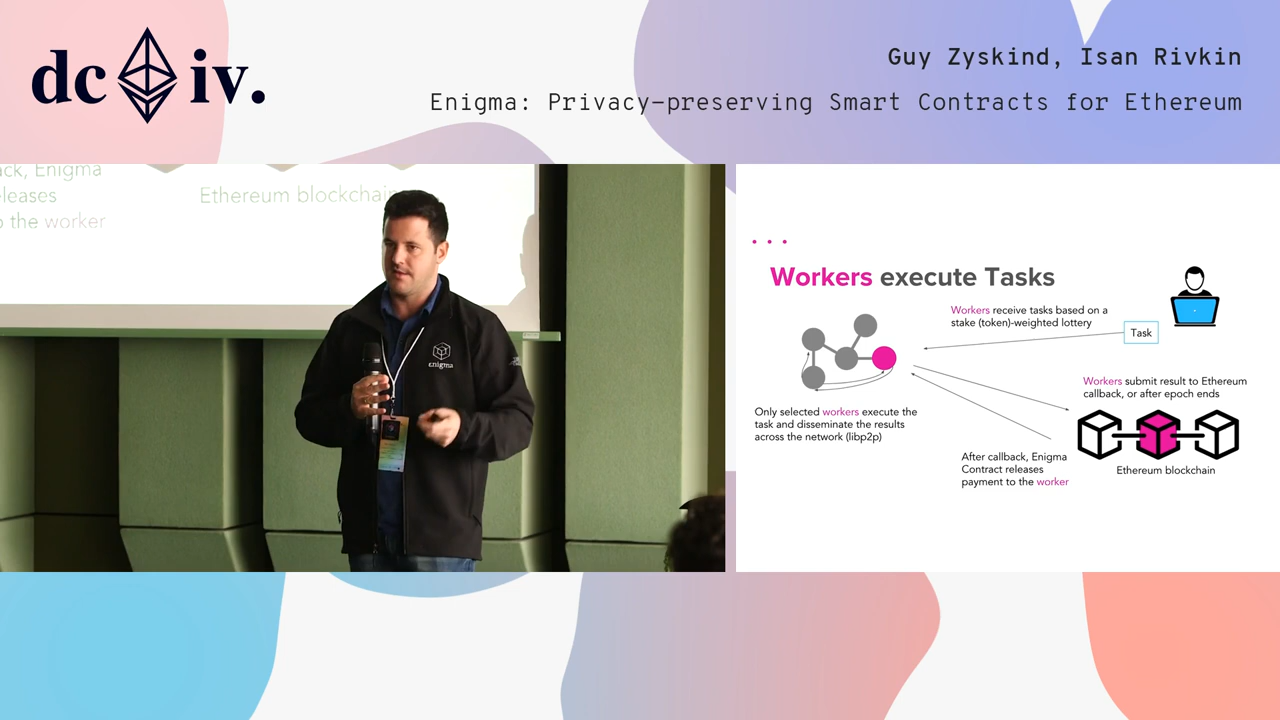 dc iv.
Guy Zyskind, Isan Rivkin
Enigma: Privacy-preserving Smart Contracts for Ethereum
ack, Enigma
eleases
o the worker
Ethereum blockchain
enigma
Workers execute Tasks
Workers receive tasks based on a
stake (token)-weighted lottery
Task
Workers submit result to Ethereum
callback, or after epoch ends
Only selected workers execute the
task and disseminate the results
across the network (libp2p)
After callback, Enigma
Contract releases
payment to the worker
Ethereum blockchain